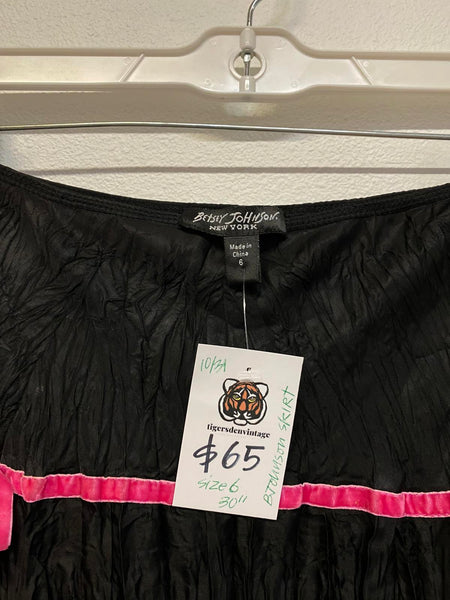 BETSEY JOHNSON.
NEW YORK
Made in
China
6
10/31
tigersdenvintage
$65
size 6
30"
BJOHNSON SKIRT